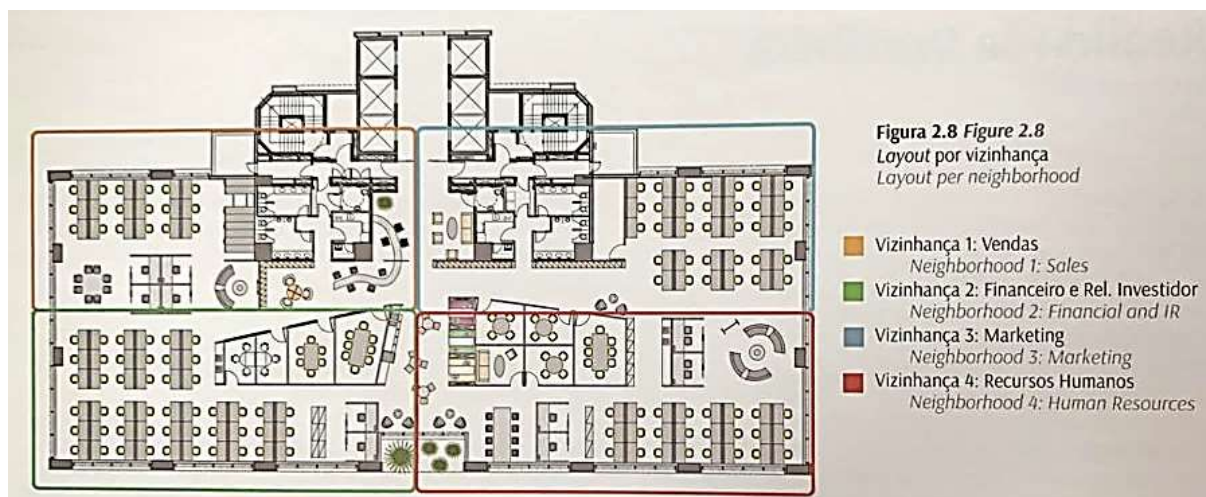 Figura 2.8 Figure 2.8
Layout por vizinhança
Layout per neighborhood
Vizinhança 1: Vendas
Neighborhood 1: Sales
Vizinhança 2: Financeiro e Rel. Investidor
Neighborhood 2: Financial and IR
Vizinhança 3: Marketing
Neighborhood 3: Marketing
Vizinhança 4: Recursos Humanos
Neighborhood 4: Human Resources